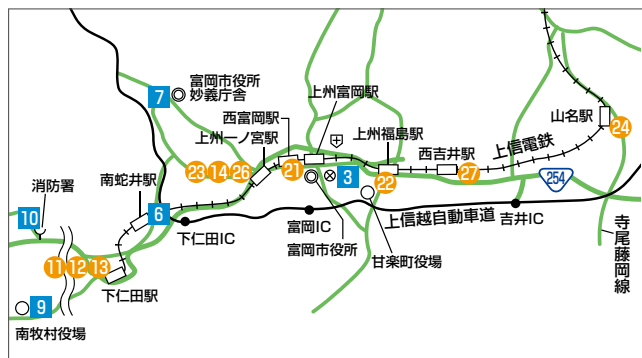 7
富岡市役所
妙義庁舎
上州富岡駅
西富岡駅
上州一ノ宮駅
上州福島駅
西吉井駅
上信電鉄
山名駅
24
23
14
26
21
3
22
27
254
消防署
南蛇井駅
10
6
下仁田IC
富岡IC
富岡市役所
上信越自動車道
吉井IC
甘楽町役場
寺尾藤岡線
11
12
13
下仁田駅
9
南牧村役場